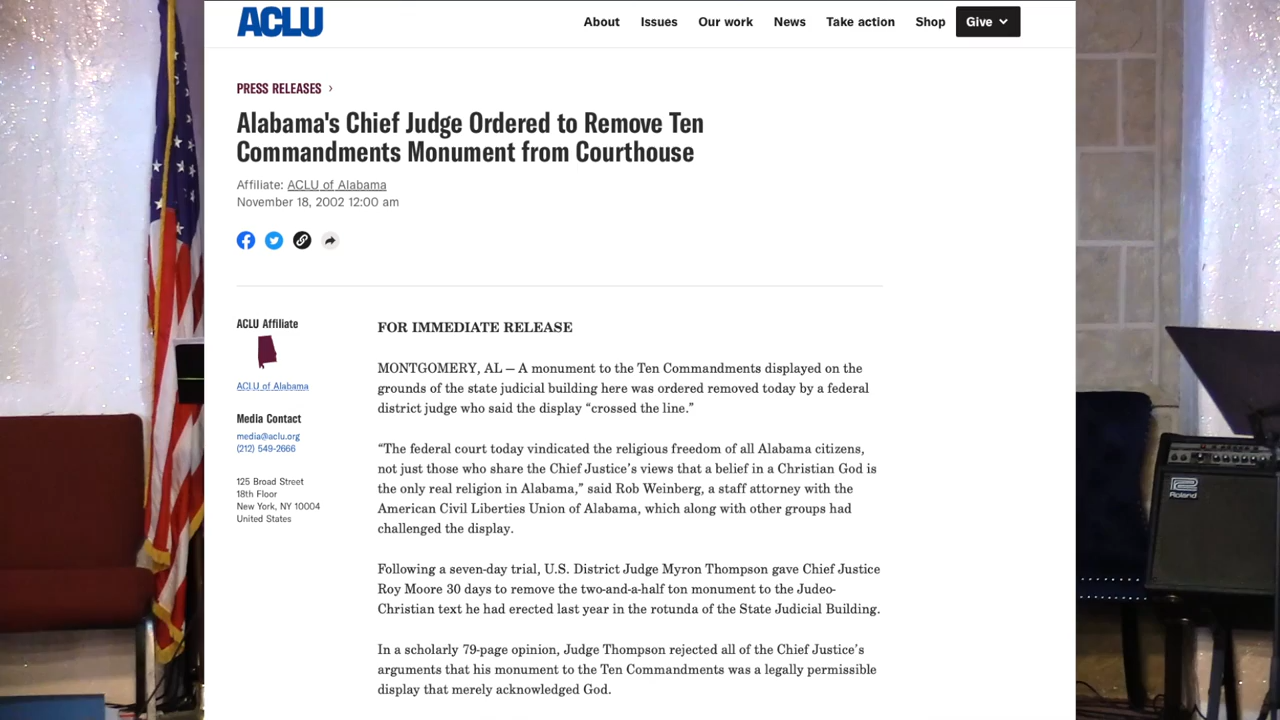 ACLU
About Issues Our work News Take action Shop Give
PRESS RELEASES ›
Alabama's Chief Judge Ordered to Remove Ten
Commandments Monument from Courthouse
Affiliate: ACLU of Alabama
November 18, 2002 12:00 am
ACLU Affiliate
ACLU of Alabama
Media Contact
media@aclu.org
(212) 549-2666
125 Broad Street
18th Floor
New York, NY 10004
United States
FOR IMMEDIATE RELEASE
MONTGOMERY, AL – A monument to the Ten Commandments displayed on the
grounds of the state judicial building here was ordered removed today by a federal
district judge who said the display “crossed the line.”
“The federal court today vindicated the religious freedom of all Alabama citizens,
not just those who share the Chief Justice’s views that a belief in a Christian God is
the only real religion in Alabama,” said Rob Weinberg, a staff attorney with the
American Civil Liberties Union of Alabama, which along with other groups had
challenged the display.
Following a seven-day trial, U.S. District Judge Myron Thompson gave Chief Justice
Roy Moore 30 days to remove the two-and-a-half ton monument to the Judeo-
Christian text he had erected last year in the rotunda of the State Judicial Building.
In a scholarly 79-page opinion, Judge Thompson rejected all of the Chief Justice’s
arguments that his monument to the Ten Commandments was a legally permissible
display that merely acknowledged God.
Roland